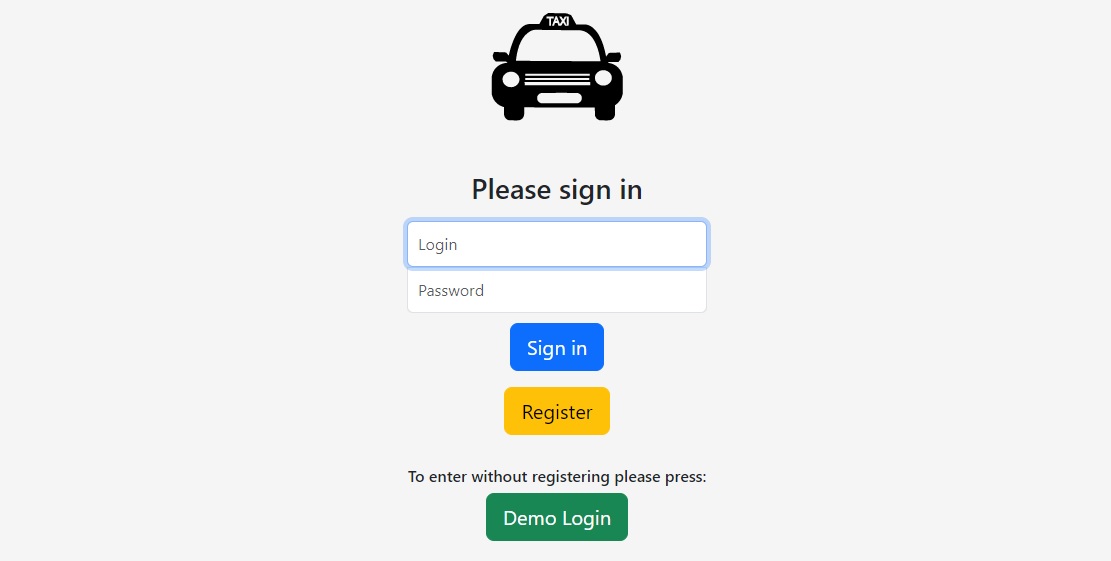 TAXI
Please sign in
Login
Password
Sign in
Register
To enter without registering please press:
Demo Login